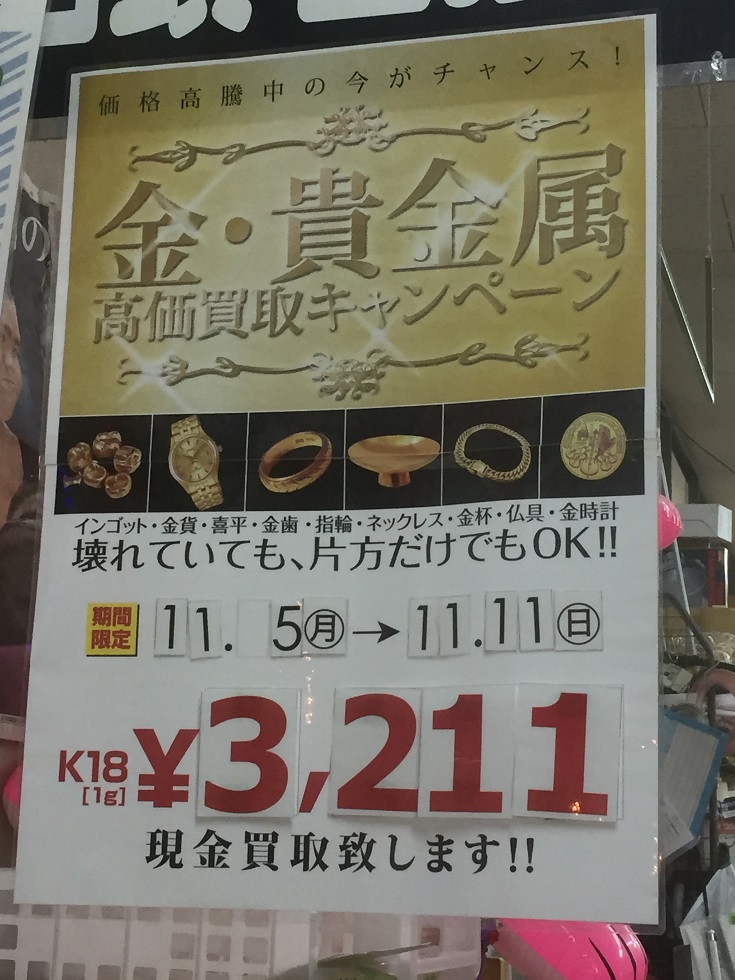 価格高騰中の今がチャンス!
金・貴金属
高価買取キャンペーン
インゴット・金貨・喜平・金歯・指輪・ネックレス・金杯・仏具・金時計
壊れていても、片方だけでもOK!!
期間限定 11. 5㊊→11.11㊐
K18 [1g] ¥3,211
現金買取致します!!
の